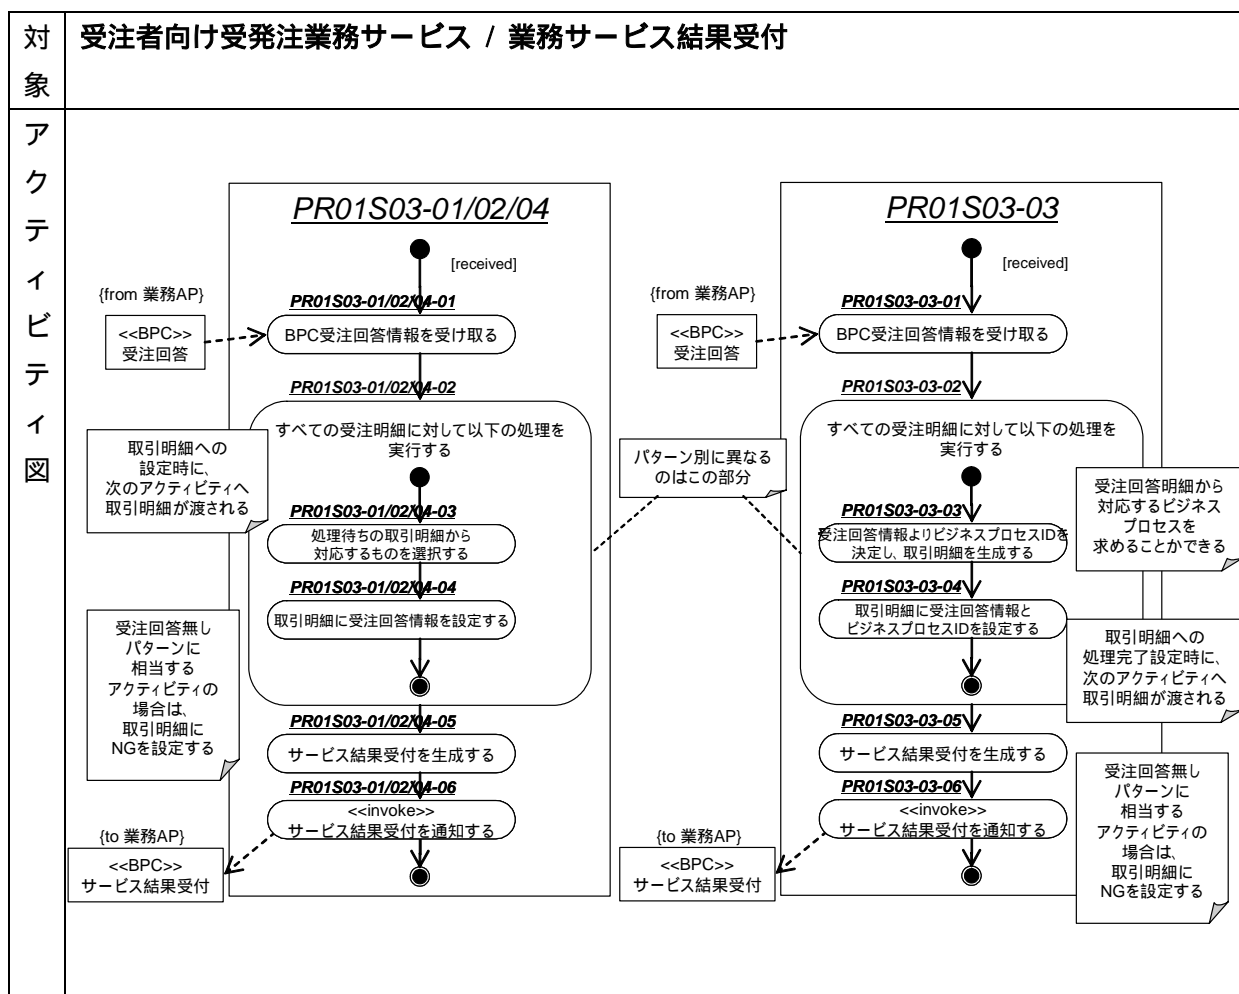 対象
受注者向け受発注業務サービス / 業務サービス結果受付
アクティビティ図
PR01S03-01/02/04
[received]
{from 業務AP}
<<BPC>>
受注回答
PR01S03-01/02/04-01
BPC受注回答情報を受け取る
PR01S03-01/02/04-02
すべての受注明細に対して以下の処理を
実行する
取引明細への
設定時に、
次のアクティビティへ
取引明細が渡される
PR01S03-01/02/04-03
処理待ちの取引明細から
対応するものを選択する
PR01S03-01/02/04-04
取引明細に受注回答情報を設定する
受注回答無し
パターンに
相当する
アクティビティの
場合は、
取引明細に
NGを設定する
PR01S03-01/02/04-05
サービス結果受付を生成する
PR01S03-01/02/04-06
<<invoke>>
サービス結果受付を通知する
{to 業務AP}
<<BPC>>
サービス結果受付
パターン別に異なる
のはこの部分
PR01S03-03
[received]
{from 業務AP}
<<BPC>>
受注回答
PR01S03-03-01
BPC受注回答情報を受け取る
PR01S03-03-02
すべての受注明細に対して以下の処理を
実行する
受注回答明細から
対応するビジネス
プロセスを
求めることかできる
PR01S03-03-03
受注回答情報よりビジネスプロセスIDを
決定し、取引明細を生成する
PR01S03-03-04
取引明細に受注回答情報と
ビジネスプロセスIDを設定する
取引明細への
処理完了設定時に、
次のアクティビティへ
取引明細が渡される
PR01S03-03-05
サービス結果受付を生成する
PR01S03-03-06
<<invoke>>
サービス結果受付を通知する
受注回答無し
パターンに
相当する
アクティビティの
場合は、
取引明細に
NGを設定する
{to 業務AP}
<<BPC>>
サービス結果受付